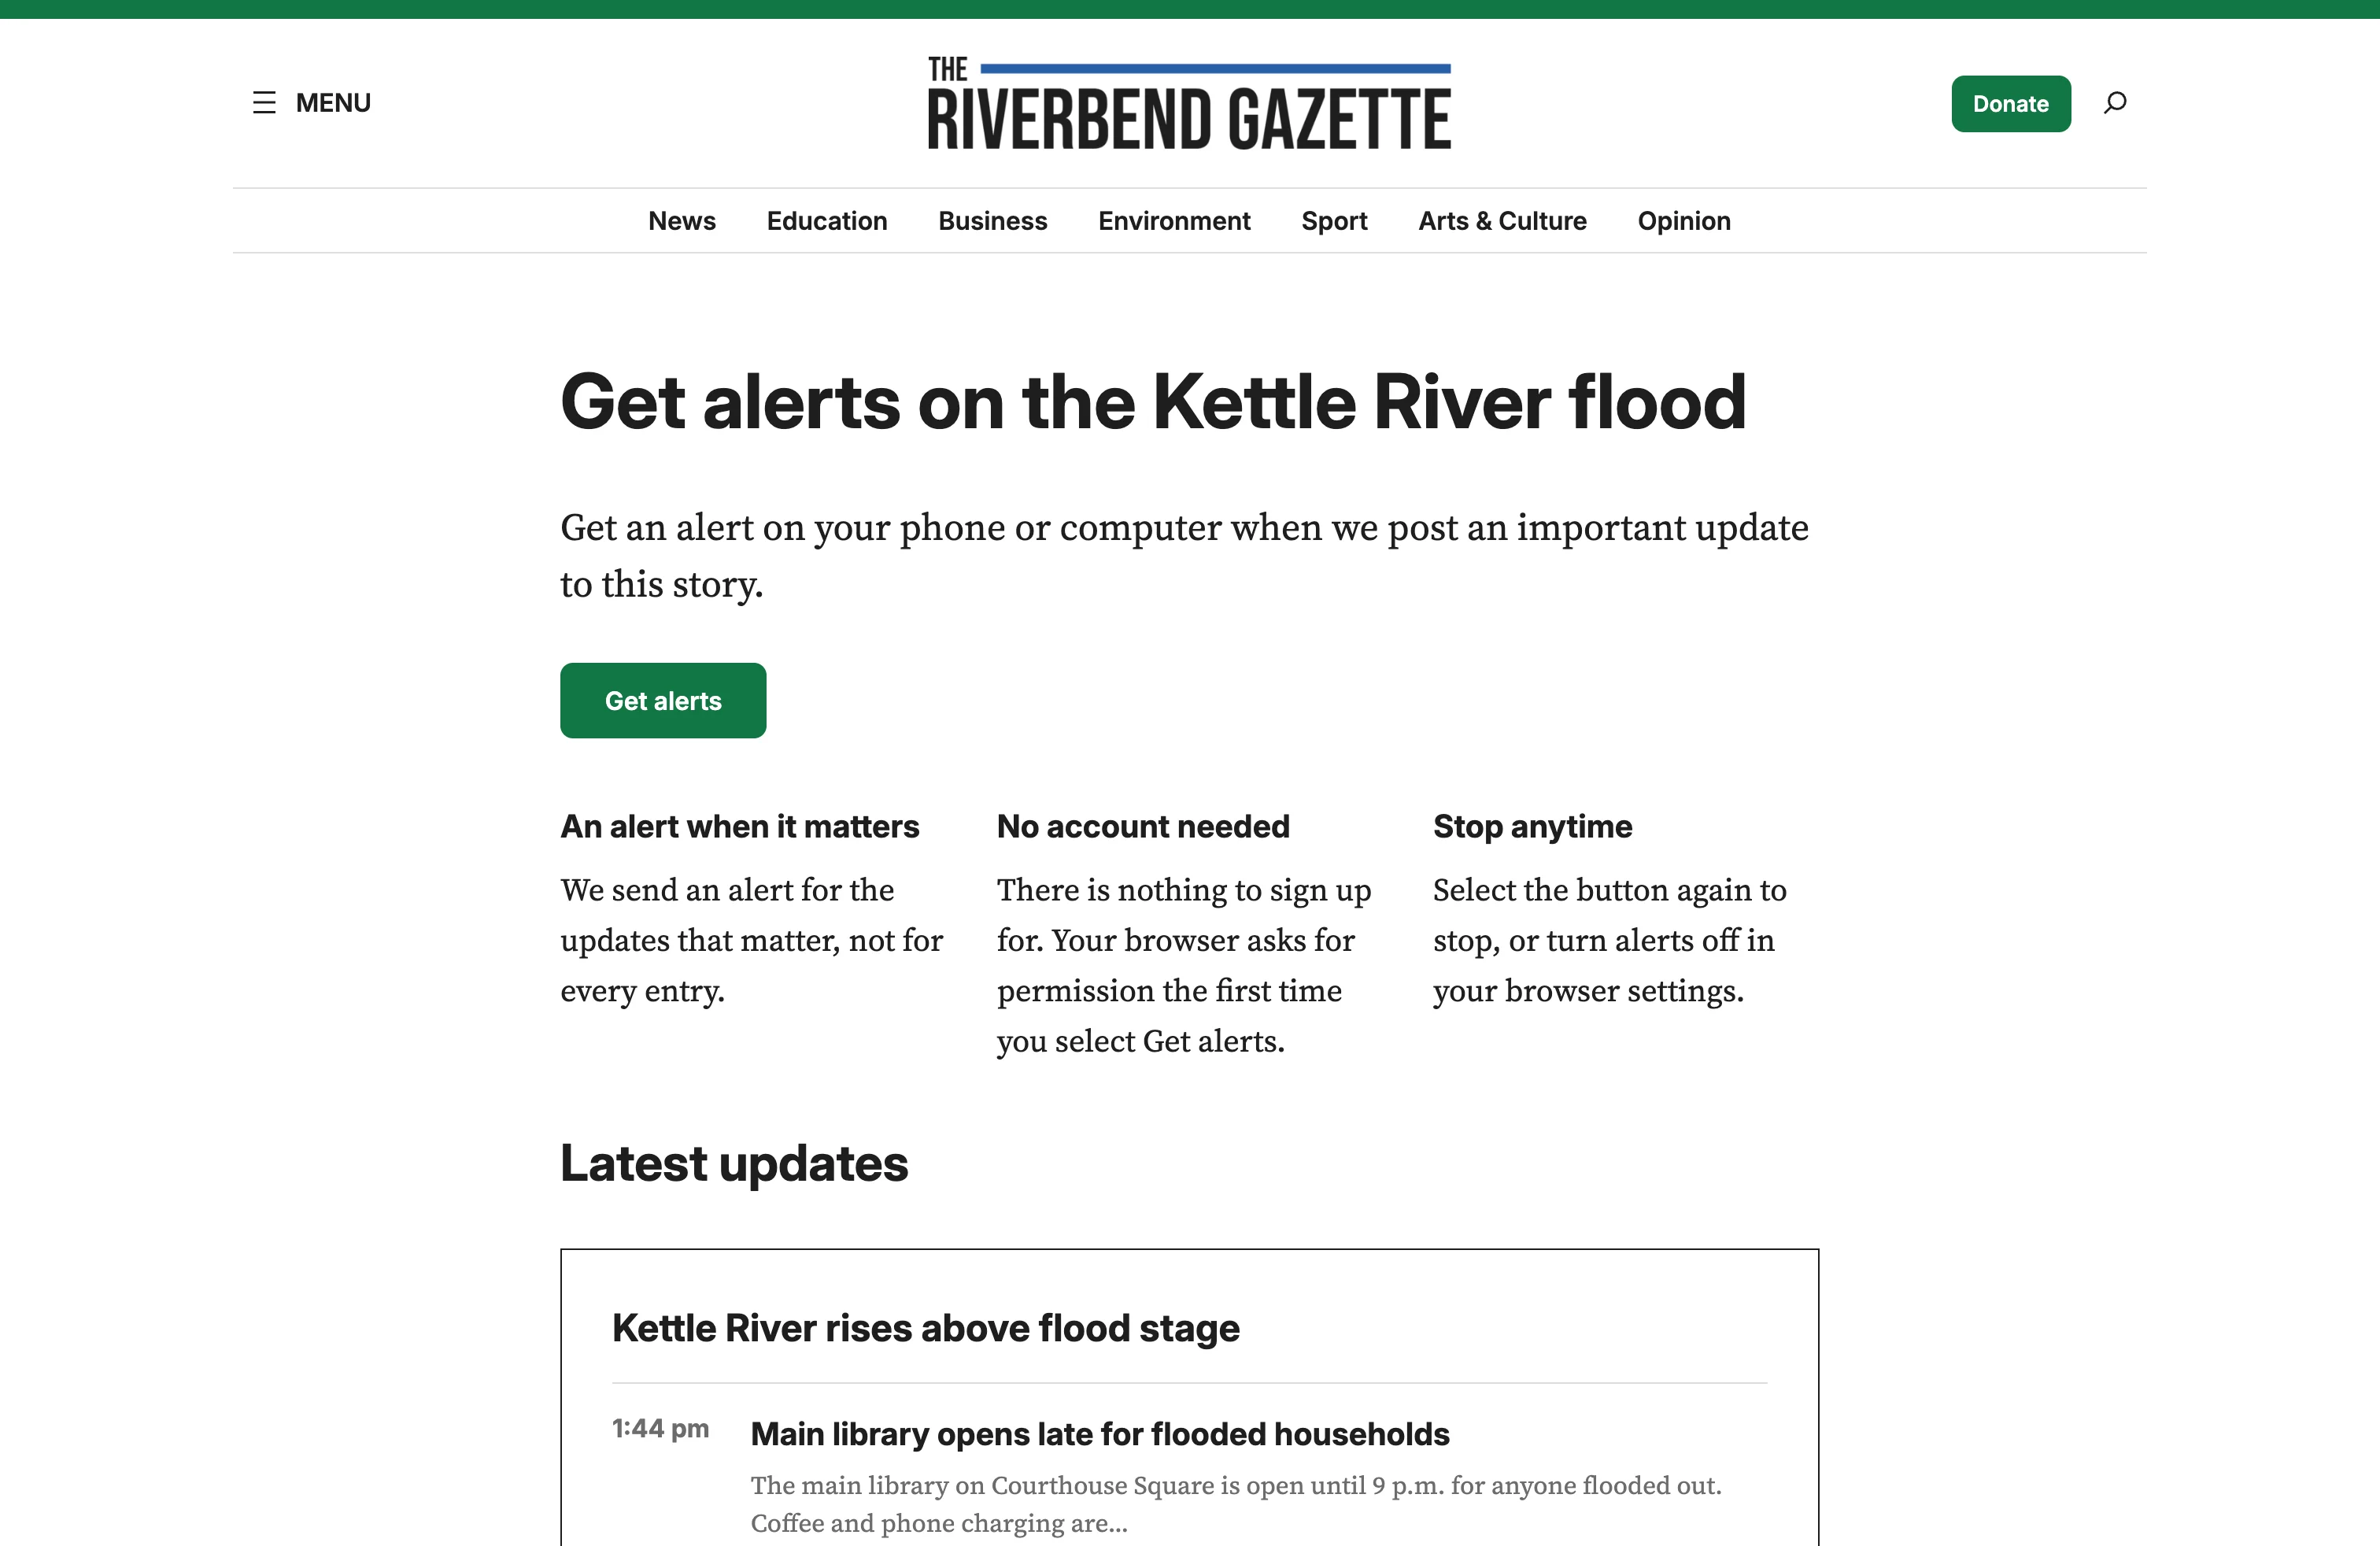 MENU
THE
RIVERBEND GAZETTE
Donate
News Education Business Environment Sport Arts & Culture Opinion
Get alerts on the Kettle River flood
Get an alert on your phone or computer when we post an important update
to this story.
Get alerts
An alert when it matters
We send an alert for the
updates that matter, not for
every entry.
No account needed
There is nothing to sign up
for. Your browser asks for
permission the first time
you select Get alerts.
Stop anytime
Select the button again to
stop, or turn alerts off in
your browser settings.
Latest updates
Kettle River rises above flood stage
1:44 pm
Main library opens late for flooded households
The main library on Courthouse Square is open until 9 p.m. for anyone flooded out.
Coffee and phone charging are...